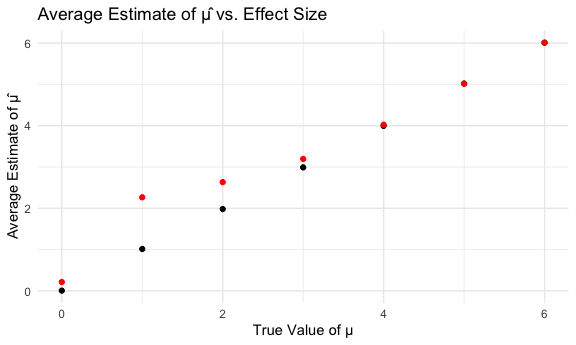 Average Estimate of μ̂ vs. Effect Size
Average Estimate of μ̂
6
4
2
0
0 2 4 6
True Value of μ